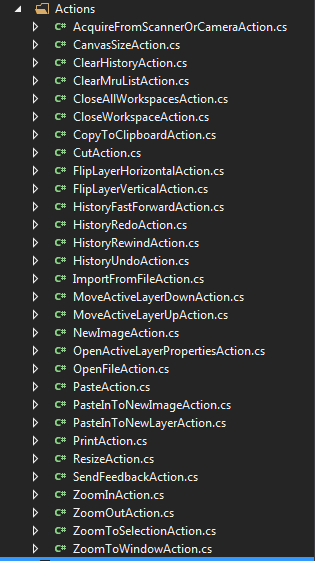 Actions
C# AcquireFromScannerOrCameraAction.cs
C# CanvasSizeAction.cs
C# ClearHistoryAction.cs
C# ClearMruListAction.cs
C# CloseAllWorkspacesAction.cs
C# CloseWorkspaceAction.cs
C# CopyToClipboardAction.cs
C# CutAction.cs
C# FlipLayerHorizontalAction.cs
C# FlipLayerVerticalAction.cs
C# HistoryFastForwardAction.cs
C# HistoryRedoAction.cs
C# HistoryRewindAction.cs
C# HistoryUndoAction.cs
C# ImportFromFileAction.cs
C# MoveActiveLayerDownAction.cs
C# MoveActiveLayerUpAction.cs
C# NewImageAction.cs
C# OpenActiveLayerPropertiesAction.cs
C# OpenFileAction.cs
C# PasteAction.cs
C# PasteInToNewImageAction.cs
C# PasteInToNewLayerAction.cs
C# PrintAction.cs
C# ResizeAction.cs
C# SendFeedbackAction.cs
C# ZoomInAction.cs
C# ZoomOutAction.cs
C# ZoomToSelectionAction.cs
C# ZoomToWindowAction.cs